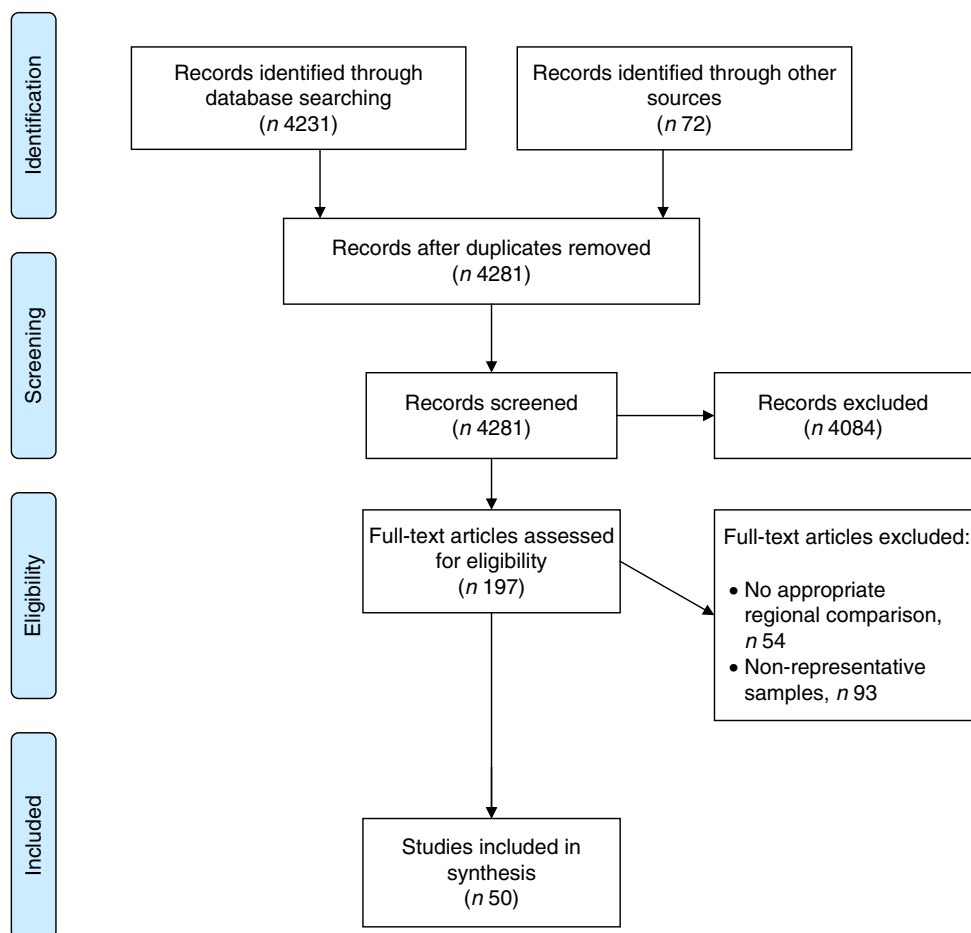 Identification
Records identified through
database searching
(n 4231)
Records identified through other
sources
(n 72)
Records after duplicates removed
(n 4281)
Screening
Records screened
(n 4281)
Records excluded
(n 4084)
Eligibility
Full-text articles assessed
for eligibility
(n 197)
Full-text articles excluded:
• No appropriate
regional comparison,
n 54
• Non-representative
samples, n 93
Included
Studies included in
synthesis
(n 50)